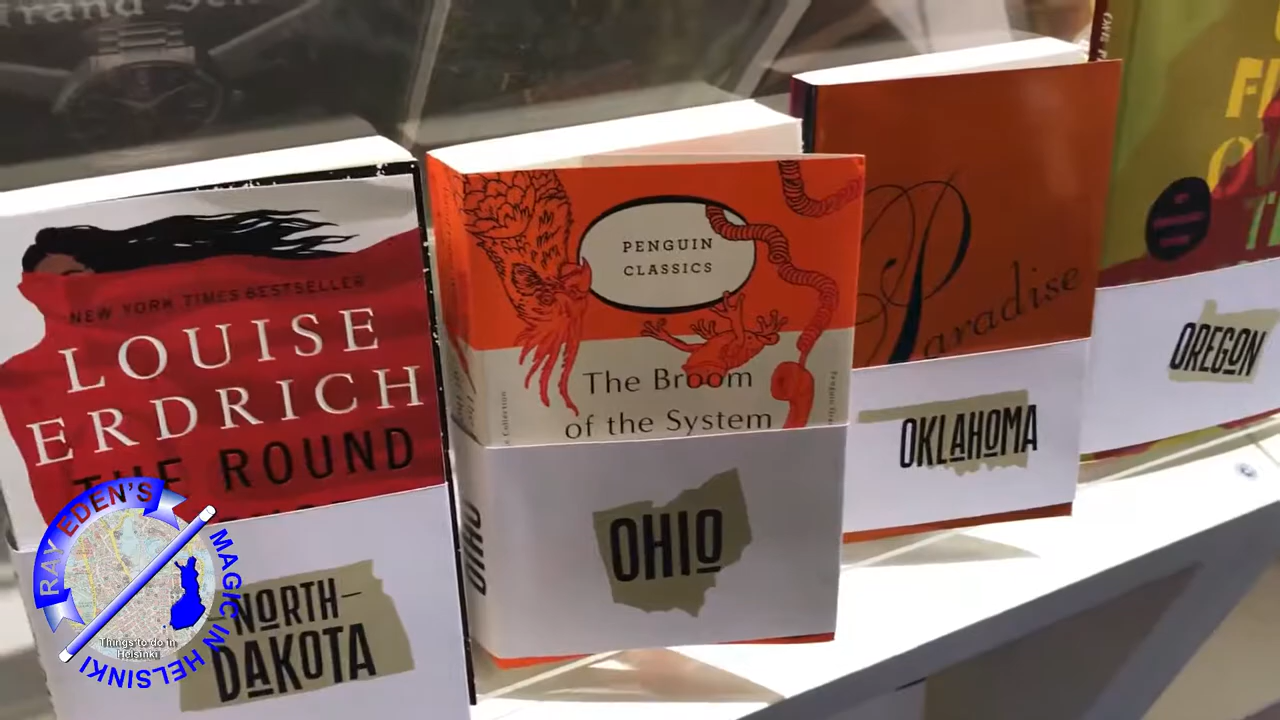 NEW YORK TIMES BESTSELLER
LOUISE
ERDRICH
THE ROUND
NORTH-
DAKOTA
PENGUIN
CLASSICS
The Broom
of the System
OHIO
OHIO
Paradise
OKLAHOMA
OREGON
RAY EDEN'S
MAGIC IN HELSINKI
Things to do in
Helsinki